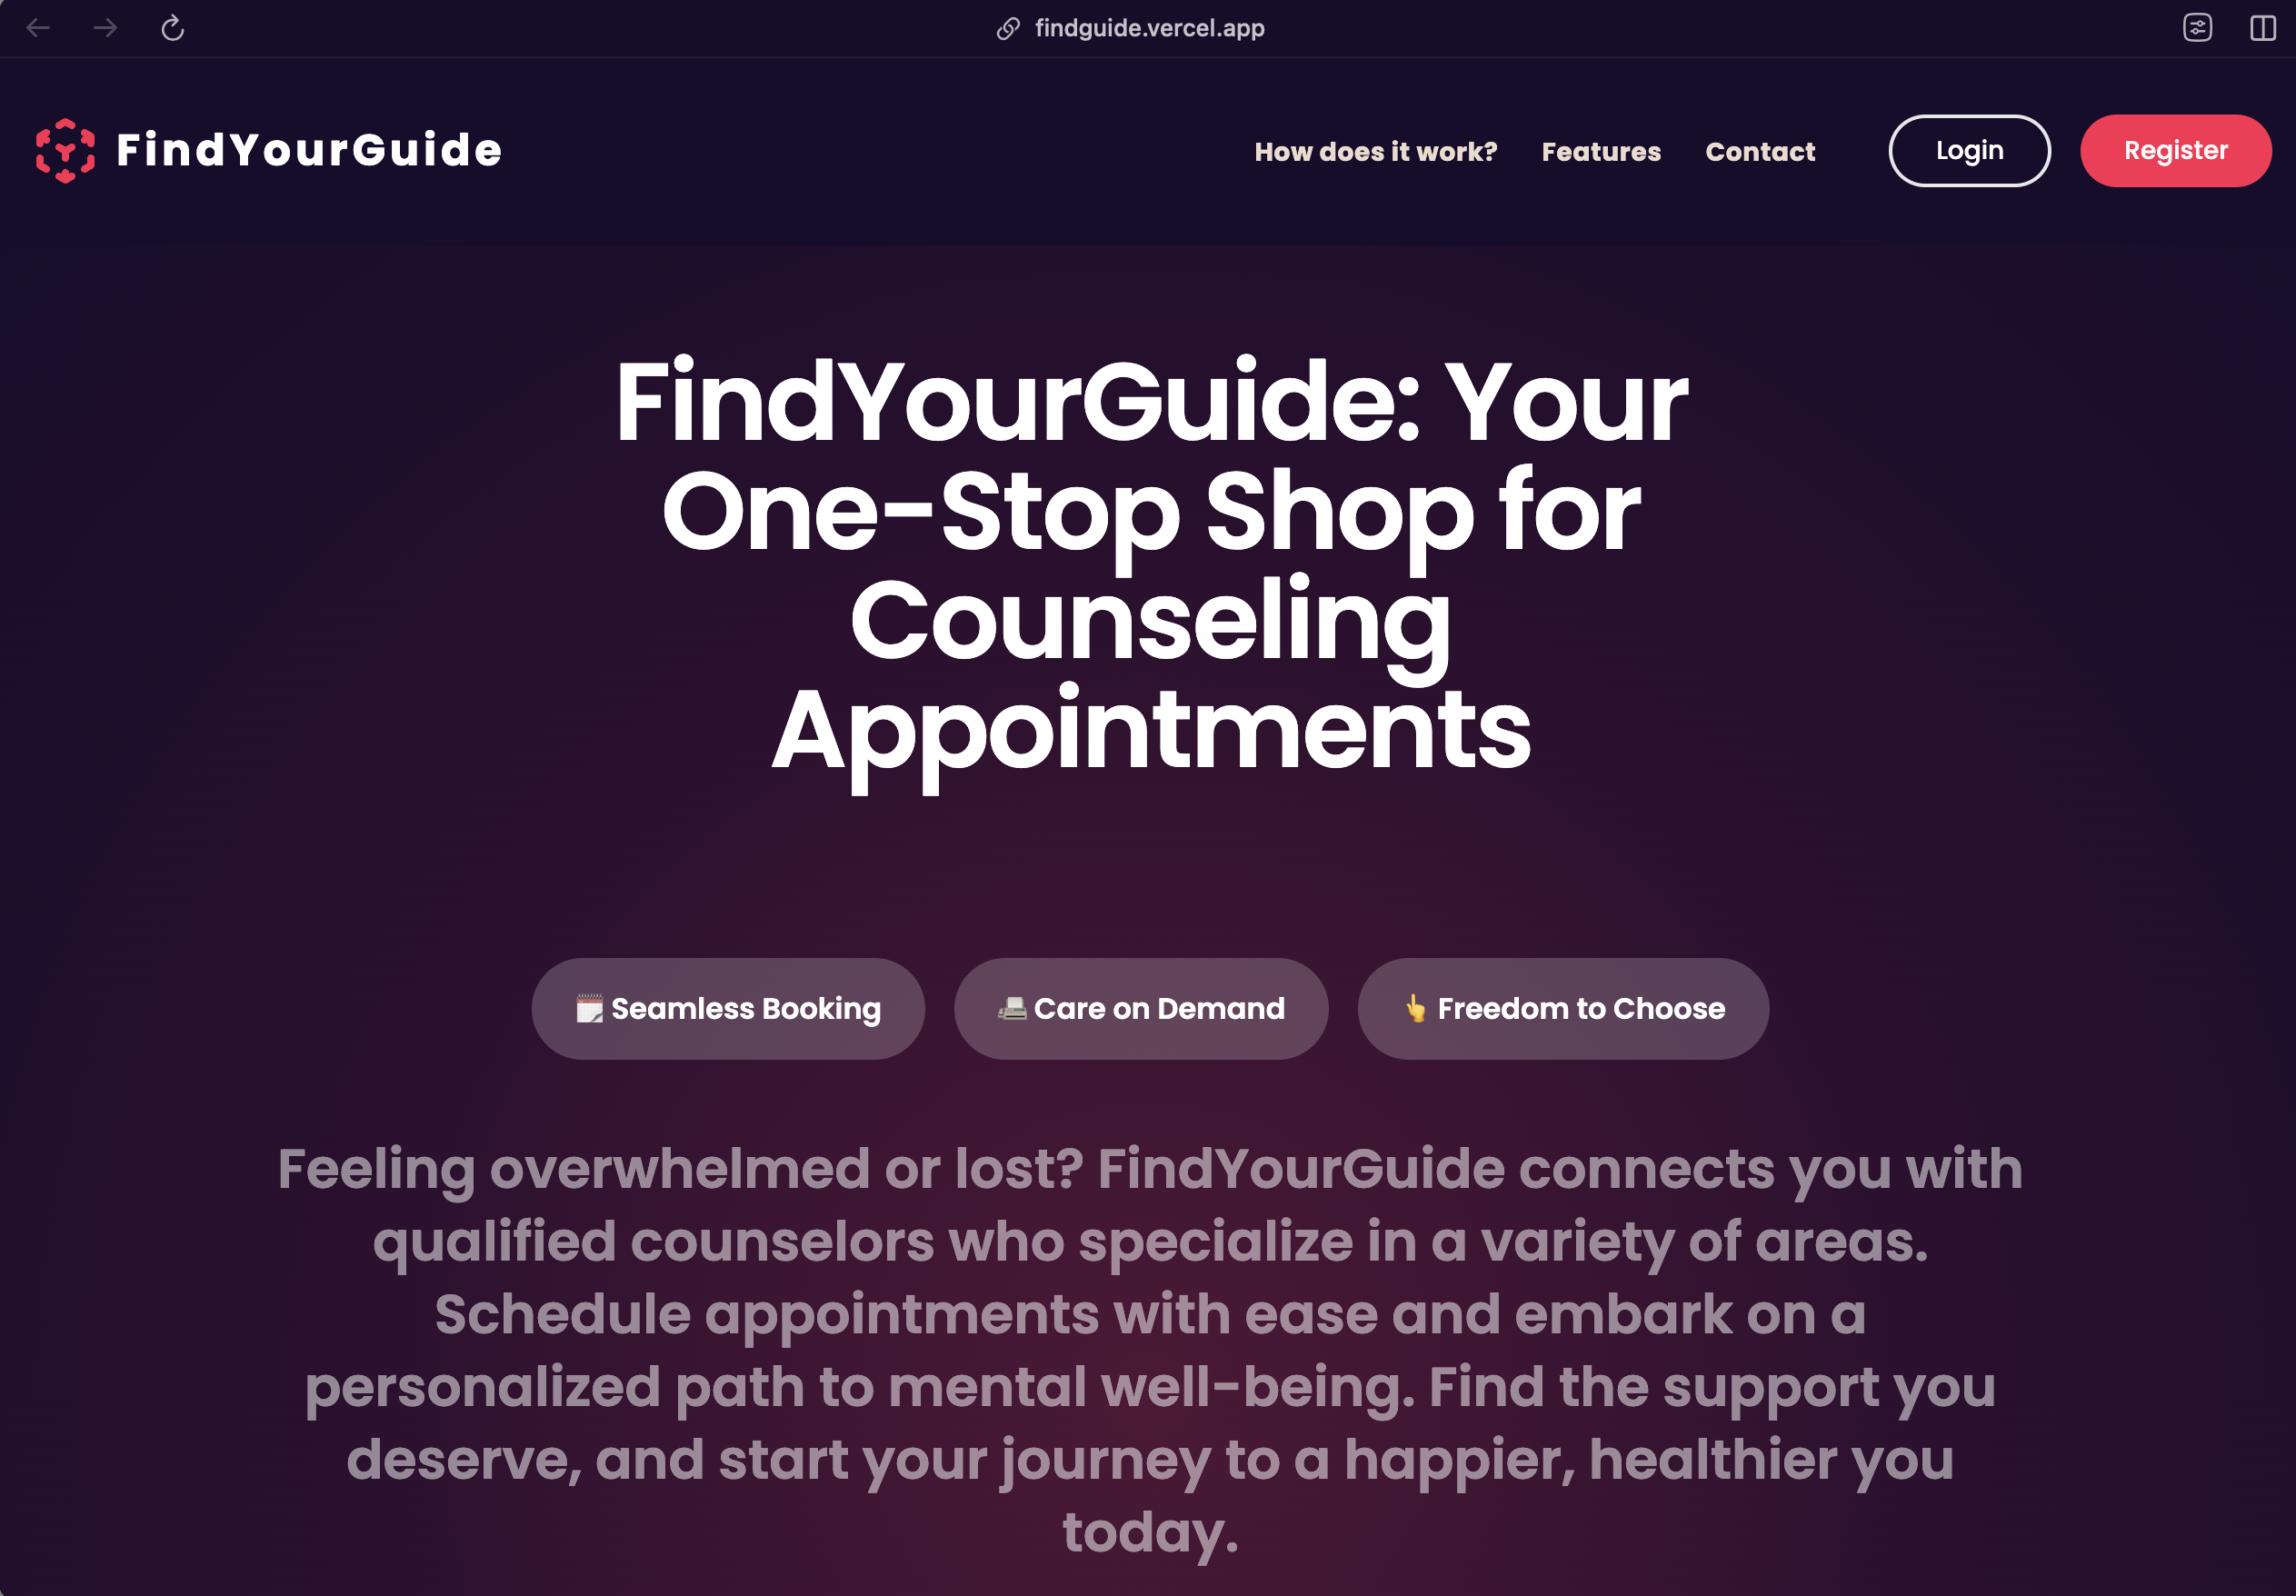 findguide.vercel.app
FindYourGuide
How does it work?
Features
Contact
Login
Register
FindYourGuide: Your
One-Stop Shop for
Counseling
Appointments
🗓️ Seamless Booking
📠 Care on Demand
👆 Freedom to Choose
Feeling overwhelmed or lost? FindYourGuide connects you with
qualified counselors who specialize in a variety of areas.
Schedule appointments with ease and embark on a
personalized path to mental well-being. Find the support you
deserve, and start your journey to a happier, healthier you
today.